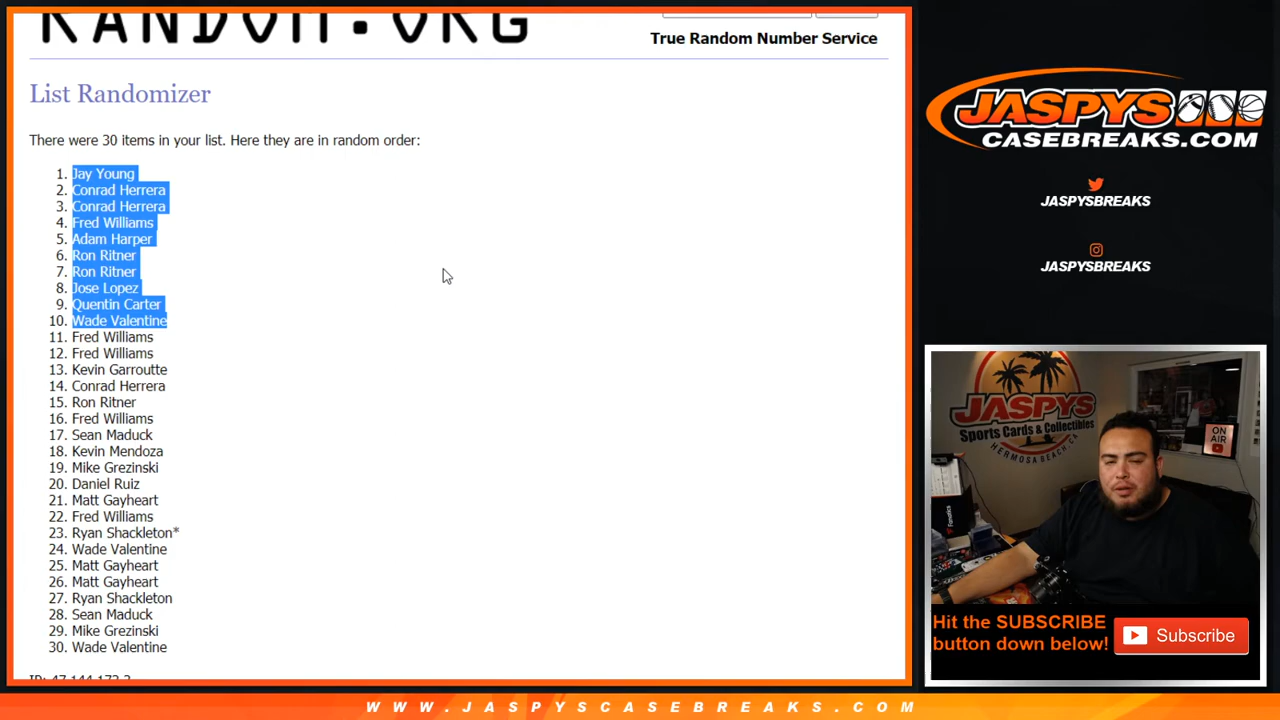 RANDOM.ORG
True Random Number Service
List Randomizer
There were 30 items in your list. Here they are in random order:
1. Jay Young
2. Conrad Herrera
3. Conrad Herrera
4. Fred Williams
5. Adam Harper
6. Ron Ritner
7. Ron Ritner
8. Jose Lopez
9. Quentin Carter
10. Wade Valentine
11. Fred Williams
12. Fred Williams
13. Kevin Garroutte
14. Conrad Herrera
15. Ron Ritner
16. Fred Williams
17. Sean Maduck
18. Kevin Mendoza
19. Mike Grezinski
20. Daniel Ruiz
21. Matt Gayheart
22. Fred Williams
23. Ryan Shackleton*
24. Wade Valentine
25. Matt Gayheart
26. Matt Gayheart
27. Ryan Shackleton
28. Sean Maduck
29. Mike Grezinski
30. Wade Valentine
JASPYS
CASEBREAKS.COM
JASPYSBREAKS
JASPYSBREAKS
JASPYS
Sports Cards & Collectibles
HERMOSA BEACH, CA
ON
AIR
Fanatics
Hit the SUBSCRIBE
button down below!
Subscribe
WWW.JASPYSCASEBREAKS.COM